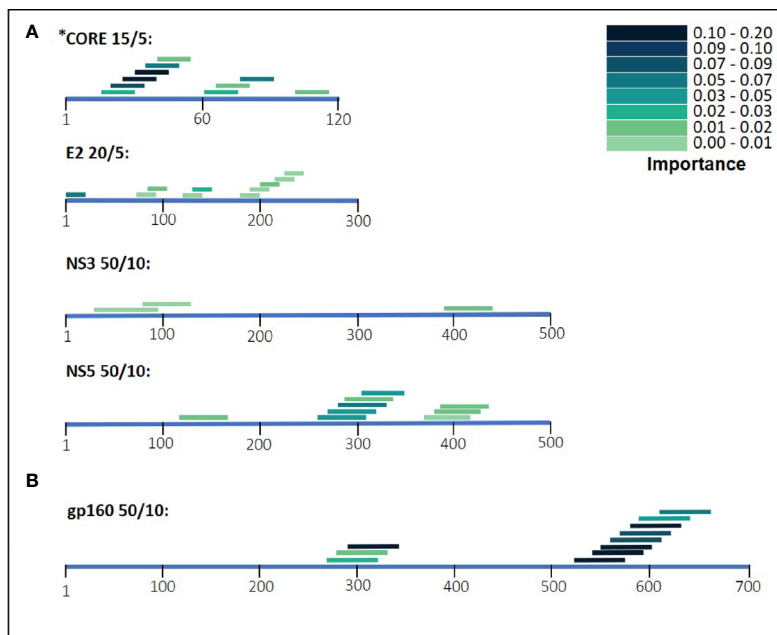 A
*CORE 15/5:
1 60 120
0.10 - 0.20
0.09 - 0.10
0.07 - 0.09
0.05 - 0.07
0.03 - 0.05
0.02 - 0.03
0.01 - 0.02
0.00 - 0.01
Importance
E2 20/5:
1 100 200 300
NS3 50/10:
1 100 200 300 400 500
NS5 50/10:
1 100 200 300 400 500
B
gp160 50/10:
1 100 200 300 400 500 600 700